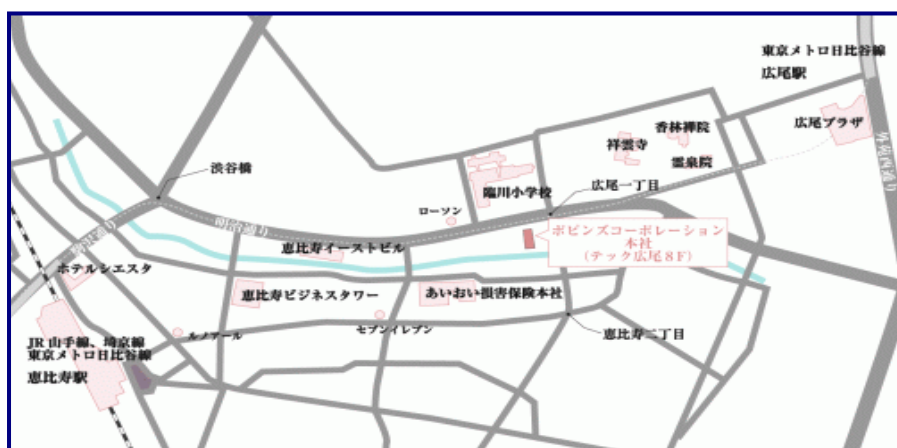 東京メトロ日比谷線
広尾駅
広尾プラザ
外苑西通り
香林禅院
祥雲寺
霊泉院
渋谷橋
臨川小学校
広尾一丁目
ローソン
明治通り
ポピンズコーポレーション
本社
(テック広尾8F)
恵比寿イーストビル
ホテルシエスタ
恵比寿ビジネスタワー
あいおい損害保険本社
ルノアール
セブンイレブン
恵比寿二丁目
JR山手線、埼京線
東京メトロ日比谷線
恵比寿駅